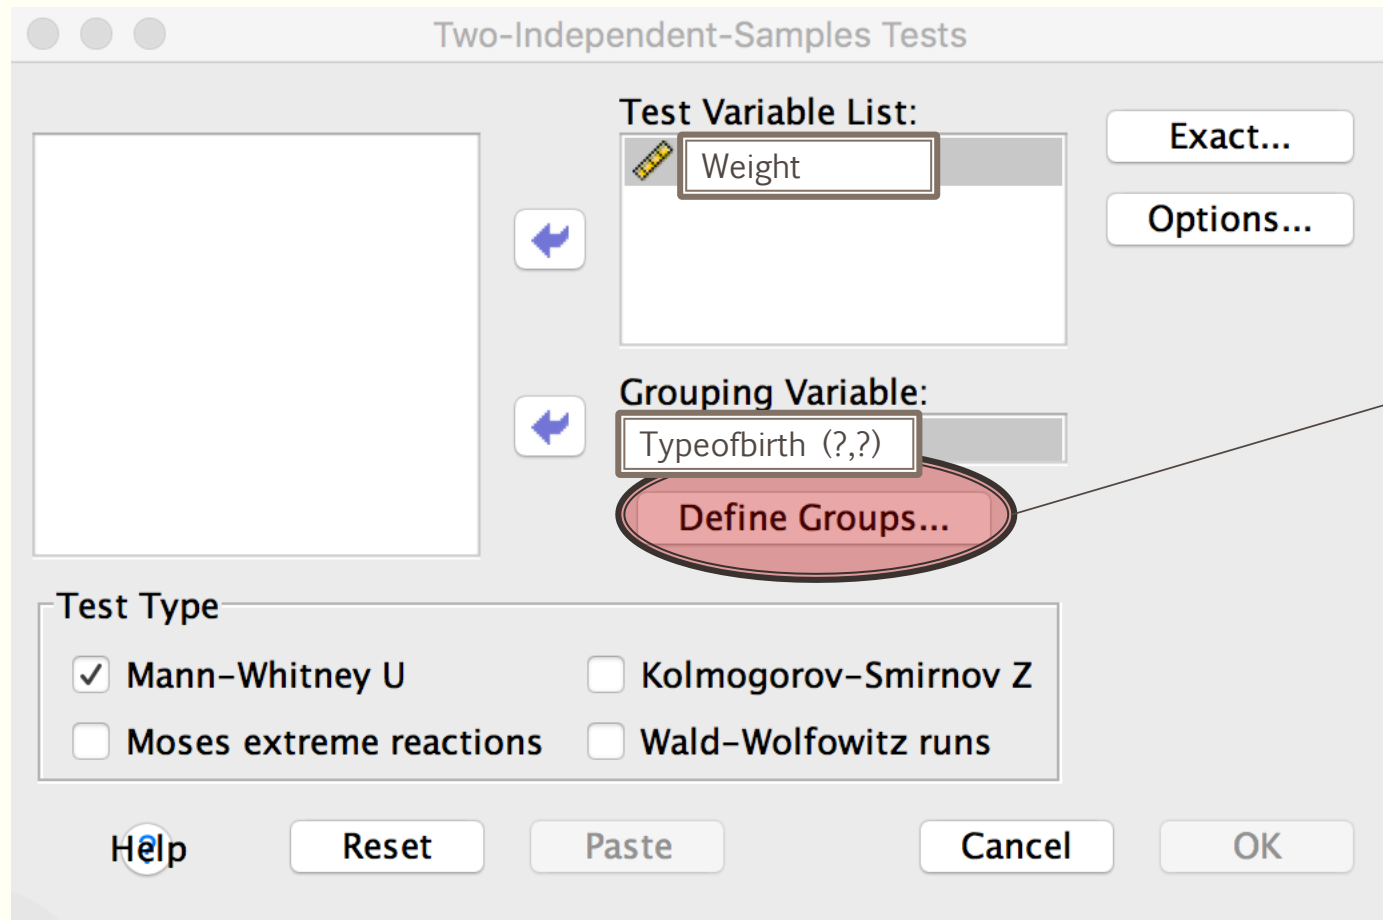 Two-Independent-Samples Tests
Test Variable List:
Weight
Exact...
Options...
Grouping Variable:
Typeofbirth (?,?)
Define Groups...
Test Type
Mann-Whitney U
Kolmogorov-Smirnov Z
Moses extreme reactions
Wald-Wolfowitz runs
? Help
Reset
Paste
Cancel
OK